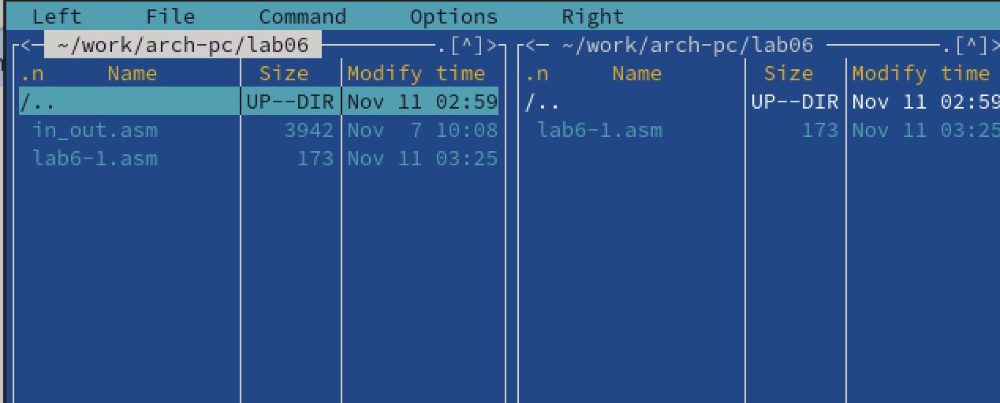 Left File Command Options Right
<─ ~/work/arch-pc/lab06 ─.[^]> <─ ~/work/arch-pc/lab06 ─.[^]>
.n Name Size Modify time .n Name Size Modify time
/.. UP--DIR Nov 11 02:59 /.. UP--DIR Nov 11 02:59
in_out.asm 3942 Nov 7 10:08 lab6-1.asm 173 Nov 11 03:25
lab6-1.asm 173 Nov 11 03:25